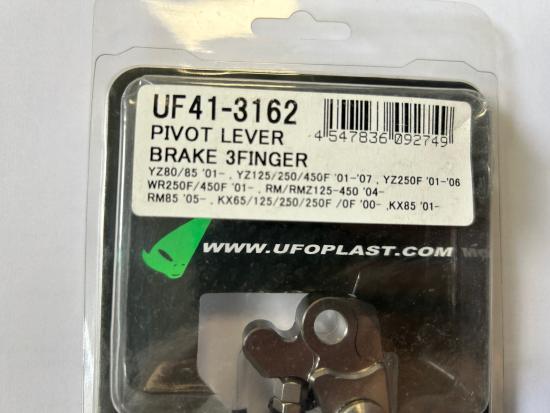 UF41-3162
PIVOT LEVER
BRAKE 3FINGER
4 547836 092749
YZ80/85 '01- , YZ125/250/450F '01-'07 , YZ250F '01-'06
WR250F/450F '01- , RM/RMZ125-450 '04-
RM85 '05- , KX65/125/250/250F /0F '00- ,KX85 '01-
WWW.UFOPLAST.COM